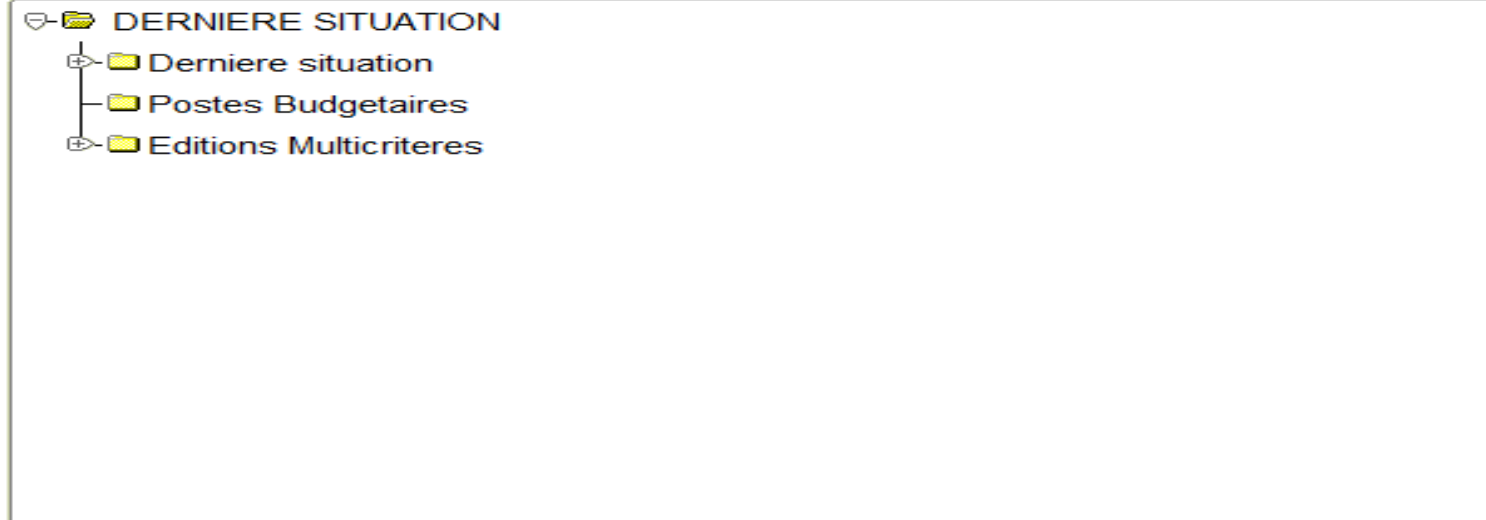 DERNIERE SITUATION
Derniere situation
Postes Budgetaires
Editions Multicriteres